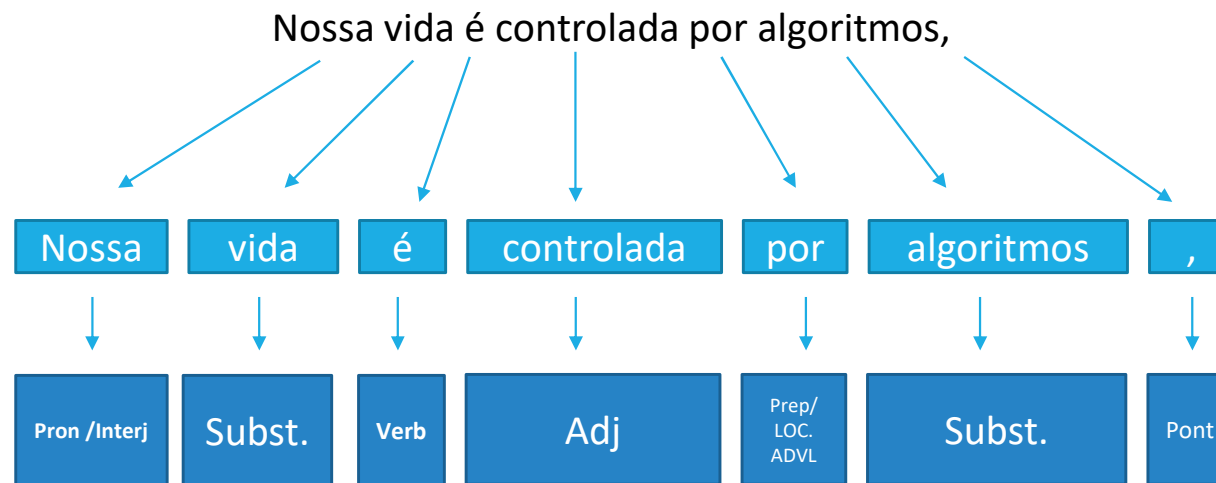 Nossa vida é controlada por algoritmos,
Nossa vida é controlada por algoritmos ,
Pron /Interj Subst. Verb Adj Prep/ LOC. ADVL Subst. Pont